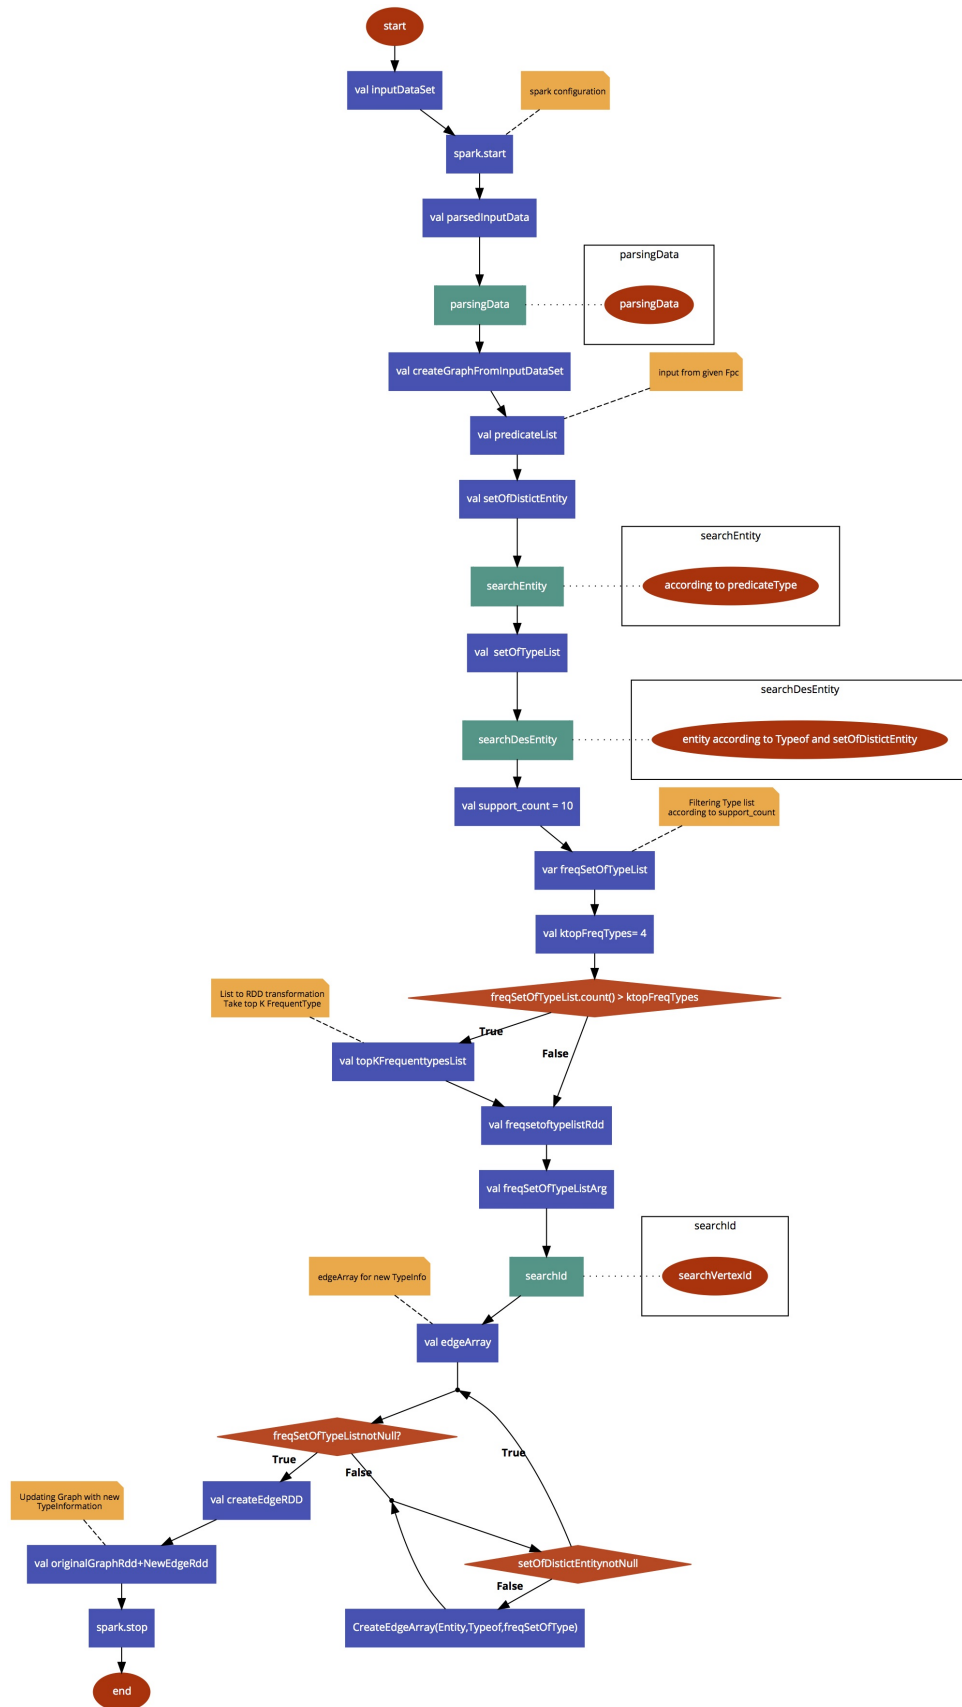 start
val inputDataSet
spark configuration
spark.start
val parsedInputData
parsingData
parsingData
parsingData
val createGraphFromInputDataSet
input from given Fpc
val predicateList
val setOfDistictEntity
searchEntity
searchEntity
according to predicateType
val setOfTypeList
searchDesEntity
searchDesEntity
entity according to Typeof and setOfDistictEntity
val support_count = 10
Filtering Type list
according to support_count
var freqSetOfTypeList
val ktopFreqTypes= 4
freqSetOfTypeList.count() > ktopFreqTypes
List to RDD transformation
Take top K FrequentType
True
False
val topKFrequenttypesList
val freqsetoftypelistRdd
val freqSetOfTypeListArg
searchId
searchId
searchVertexId
edgeArray for new TypeInfo
val edgeArray
freqSetOfTypeListnotNull?
True
False
True
val createEdgeRDD
Updating Graph with new
TypeInformation
val originalGraphRdd+NewEdgeRdd
setOfDistictEntitynotNull
False
CreateEdgeArray(Entity,Typeof,freqSetOfType)
spark.stop
end